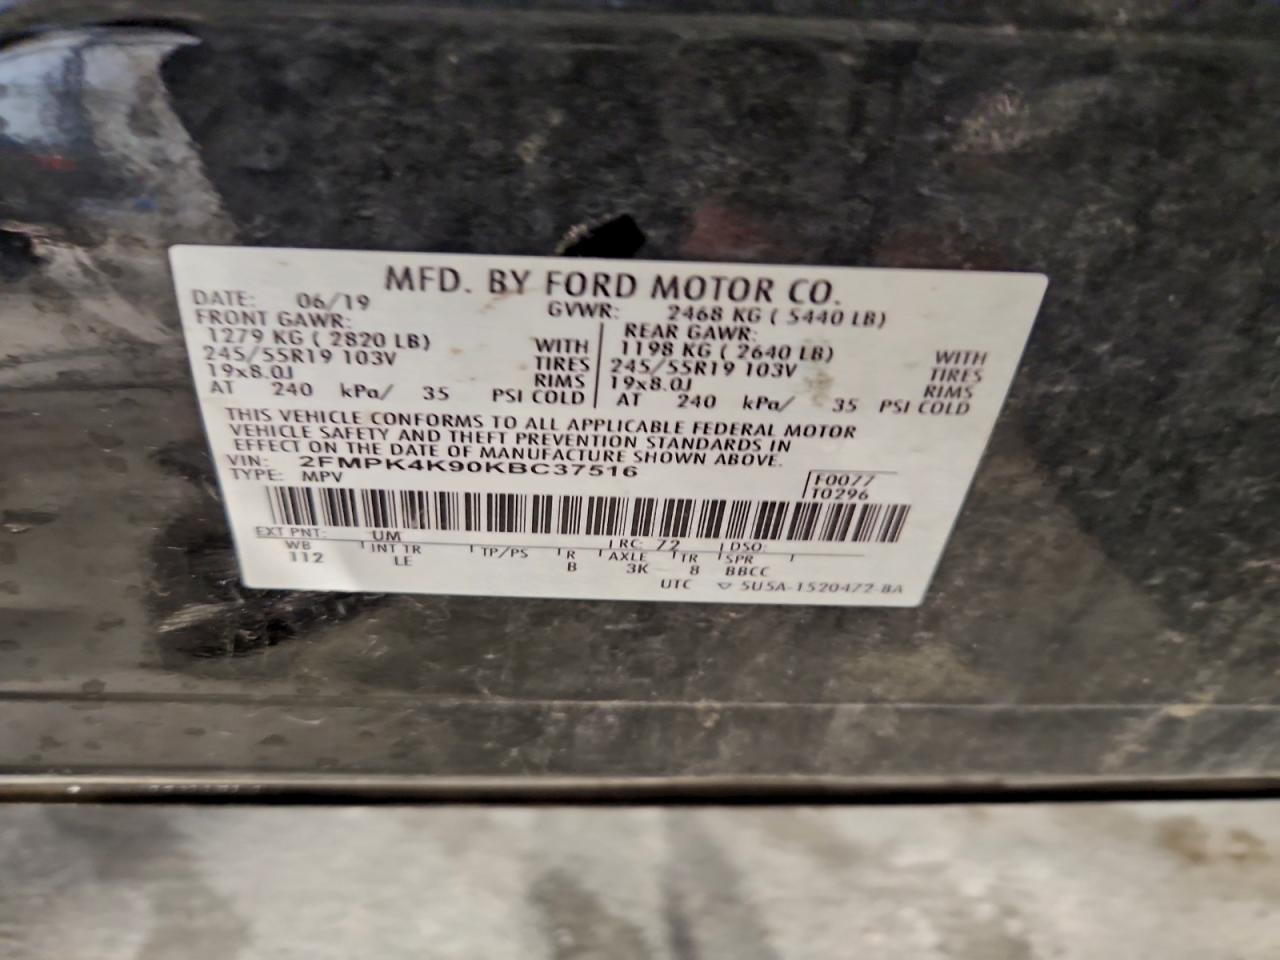 MFD. BY FORD MOTOR CO.
DATE: 06/19 GVWR: 2468 KG ( 5440 LB)
FRONT GAWR: REAR GAWR:
1279 KG ( 2820 LB) WITH 1198 KG ( 2640 LB) WITH
245/55R19 103V TIRES 245/55R19 103V TIRES
19x8.0J RIMS 19x8.0J RIMS
AT 240 kPa/ 35 PSI COLD AT 240 kPa/ 35 PSI COLD
THIS VEHICLE CONFORMS TO ALL APPLICABLE FEDERAL MOTOR
VEHICLE SAFETY AND THEFT PREVENTION STANDARDS IN
EFFECT ON THE DATE OF MANUFACTURE SHOWN ABOVE.
VIN: 2FMPK4K90KBC37516
TYPE: MPV
F0077
T0296
EXT PNT: UM RC: 72 DSO:
WB INT TR TP/PS R AXLE TR SPR
112 LE B 3K 8 BBCC
UTC ▽ 5U5A-1520472-BA